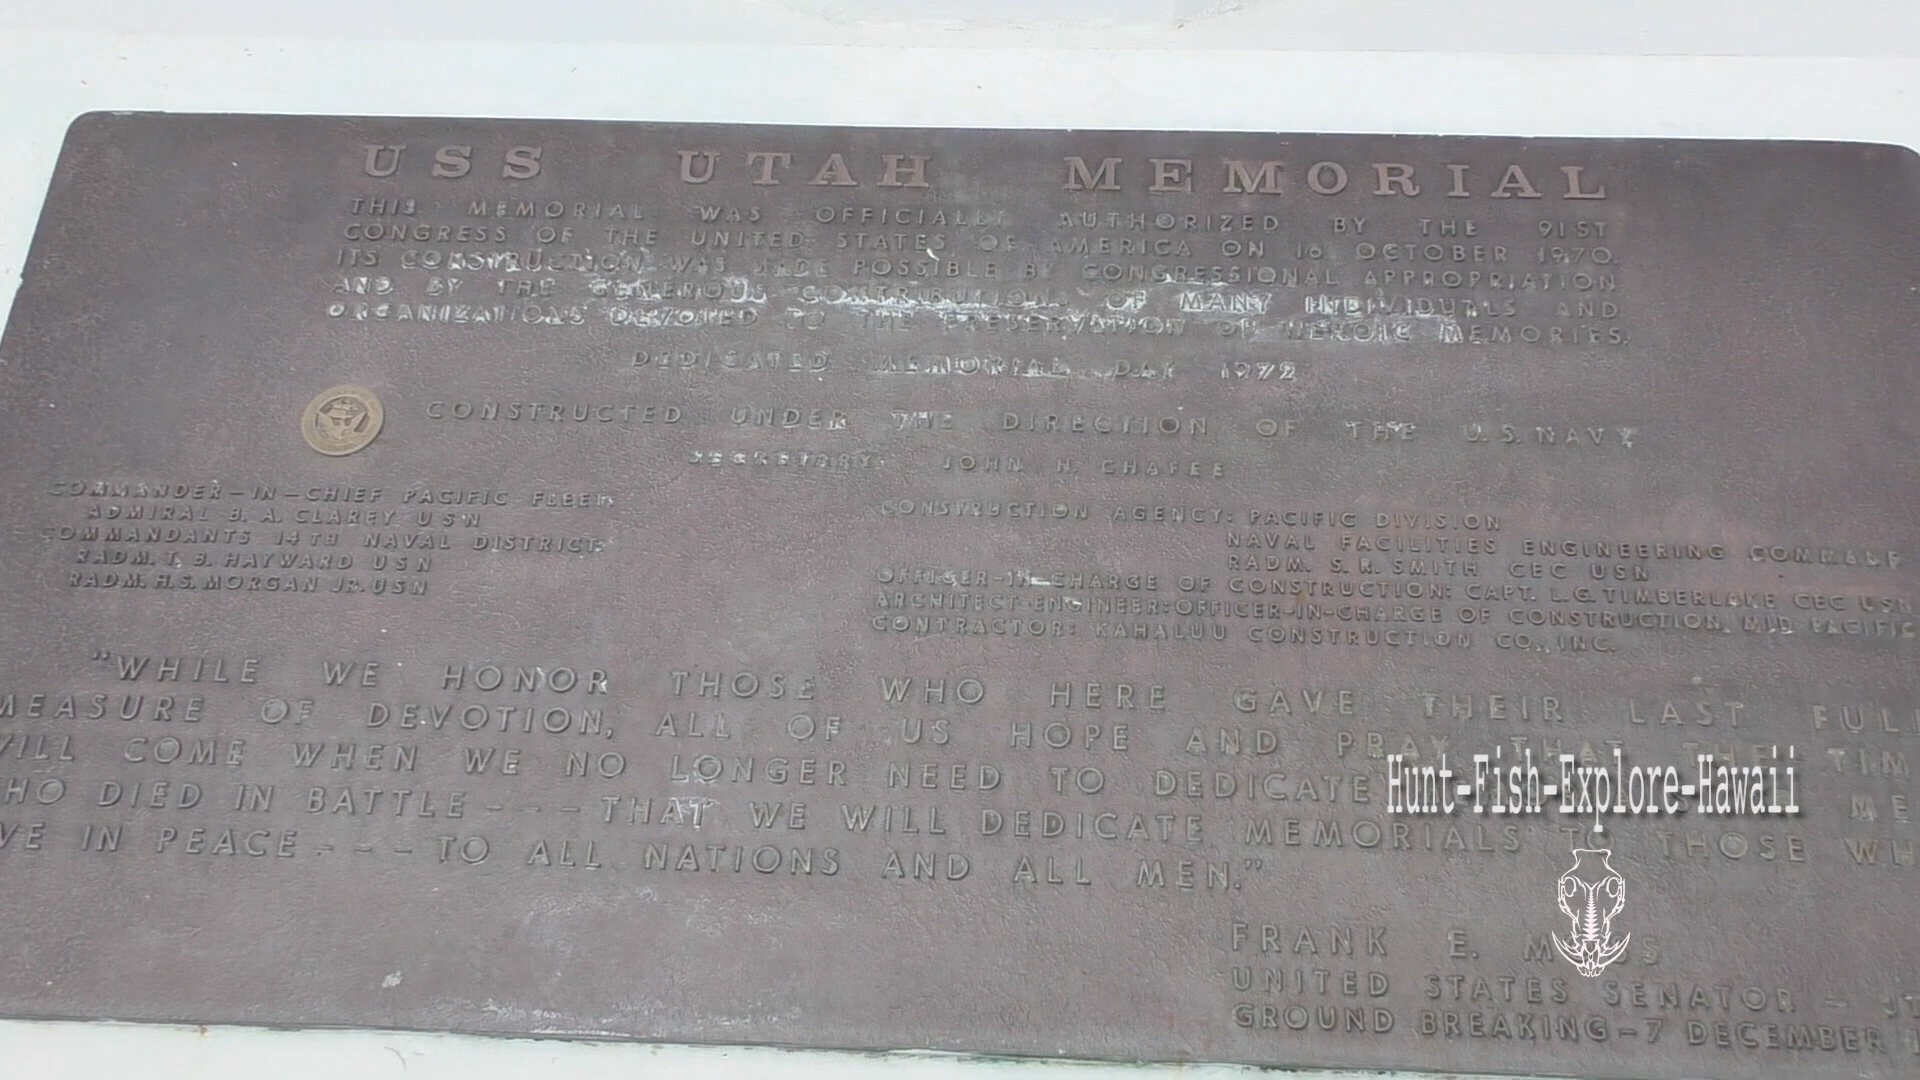 USS UTAH MEMORIAL
THIS MEMORIAL WAS OFFICIALLY AUTHORIZED BY THE 91ST
CONGRESS OF THE UNITED STATES OF AMERICA ON 16 OCTOBER 1970.
ITS CONSTRUCTION WAS MADE POSSIBLE BY CONGRESSIONAL APPROPRIATION
AND BY THE GENEROUS CONTRIBUTIONS OF MANY INDIVIDUALS AND
ORGANIZATIONS DEVOTED TO THE PRESERVATION OF HEROIC MEMORIES.
DEDICATED MEMORIAL DAY 1972
CONSTRUCTED UNDER THE DIRECTION OF THE U.S. NAVY
SECRETARY JOHN H. CHAFEE
COMMANDER-IN-CHIEF PACIFIC FLEET
ADMIRAL B. A. CLAREY USN
COMMANDANTS 14TH NAVAL DISTRICT
RADM. T. B. HAYWARD USN
RADM. H. S. MORGAN JR. USN
CONSTRUCTION AGENCY: PACIFIC DIVISION
NAVAL FACILITIES ENGINEERING COMMAND
RADM. S. R. SMITH CEC USN
OFFICER-IN-CHARGE OF CONSTRUCTION: CAPT. L.G. TIMBERLAKE CEC USN
ARCHITECT-ENGINEER: OFFICER-IN-CHARGE OF CONSTRUCTION, MID PACIFIC
CONTRACTOR: KAHALUU CONSTRUCTION CO., INC.
"WHILE WE HONOR THOSE WHO HERE GAVE THEIR LAST FULL
MEASURE OF DEVOTION, ALL OF US HOPE AND PRAY THAT THE TIM
WILL COME WHEN WE NO LONGER NEED TO DEDICATE ME
HO DIED IN BATTLE --- THAT WE WILL DEDICATE MEMORIALS TO THOSE WH
VE IN PEACE --- TO ALL NATIONS AND ALL MEN."
FRANK E.
UNITED STATES SENATOR -
GROUND BREAKING - 7 DECEMBER
Hunt-Fish-Explore-Hawaii